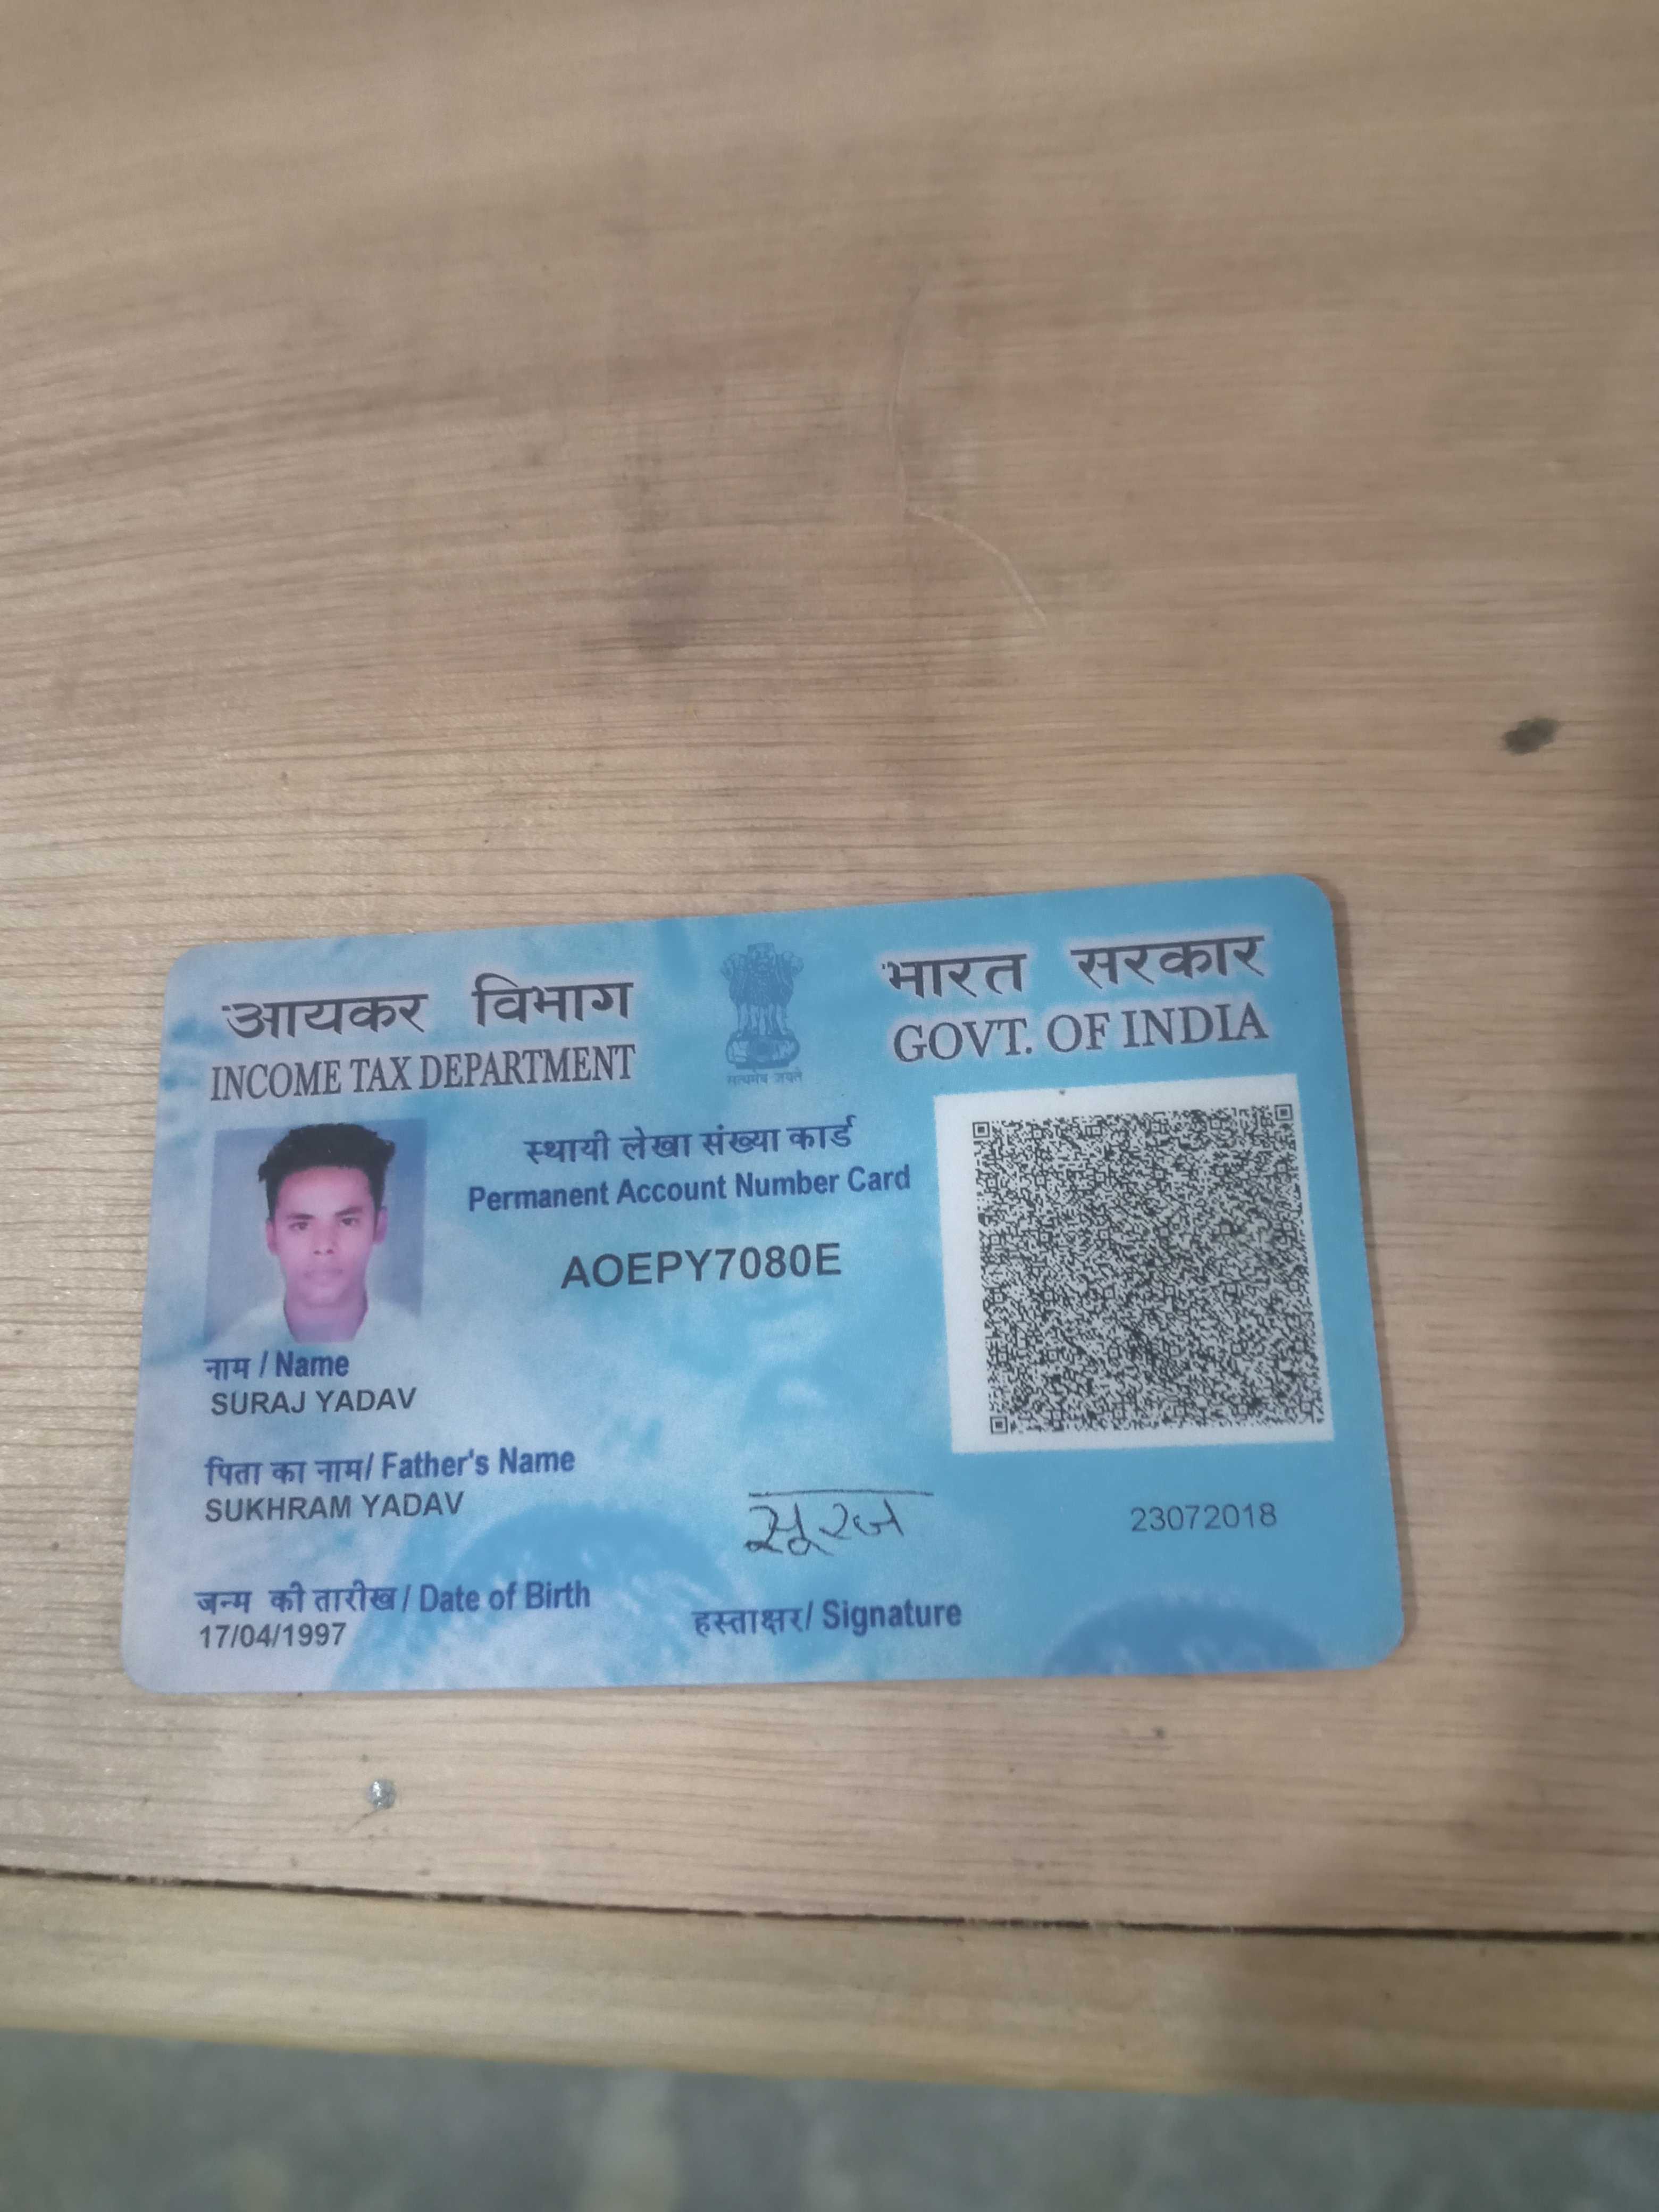 आयकर विभाग
INCOME TAX DEPARTMENT
सत्यमेव जयते
भारत सरकार
GOVT. OF INDIA
स्थायी लेखा संख्या कार्ड
Permanent Account Number Card
AOEPY7080E
नाम / Name
SURAJ YADAV
पिता का नाम/ Father's Name
SUKHRAM YADAV
जन्म की तारीख / Date of Birth
17/04/1997
सूरज
हस्ताक्षर/ Signature
23072018